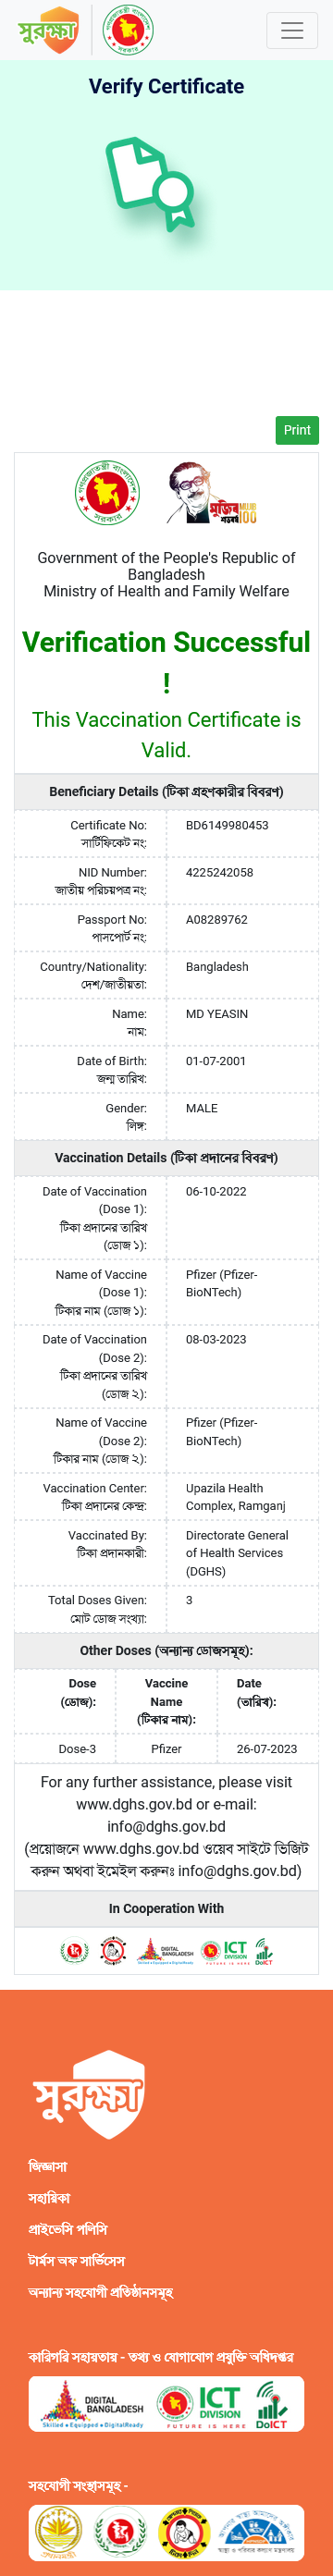 সুরক্ষা
Verify Certificate
Print
Government of the People's Republic of
Bangladesh
Ministry of Health and Family Welfare
Verification Successful
!
This Vaccination Certificate is
Valid.
Beneficiary Details (টিকা গ্রহণকারীর বিবরণ)
Certificate No: BD6149980453
সার্টিফিকেট নং:
NID Number: 4225242058
জাতীয় পরিচয়পত্র নং:
Passport No: A08289762
পাসপোর্ট নং:
Country/Nationality: Bangladesh
দেশ/জাতীয়তা:
Name: MD YEASIN
নাম:
Date of Birth: 01-07-2001
জন্ম তারিখ:
Gender: MALE
লিঙ্গ:
Vaccination Details (টিকা প্রদানের বিবরণ)
Date of Vaccination 06-10-2022
(Dose 1):
টিকা প্রদানের তারিখ
(ডোজ ১):
Name of Vaccine Pfizer (Pfizer-
(Dose 1): BioNTech)
টিকার নাম (ডোজ ১):
Date of Vaccination 08-03-2023
(Dose 2):
টিকা প্রদানের তারিখ
(ডোজ ২):
Name of Vaccine Pfizer (Pfizer-
(Dose 2): BioNTech)
টিকার নাম (ডোজ ২):
Vaccination Center: Upazila Health
টিকা প্রদানের কেন্দ্র: Complex, Ramganj
Vaccinated By: Directorate General
টিকা প্রদানকারী: of Health Services
(DGHS)
Total Doses Given: 3
মোট ডোজ সংখ্যা:
Other Doses (অন্যান্য ডোজসমূহ):
Dose Vaccine Date
(ডোজ): Name (তারিখ):
(টিকার নাম):
Dose-3 Pfizer 26-07-2023
For any further assistance, please visit
www.dghs.gov.bd or e-mail:
info@dghs.gov.bd
(প্রয়োজনে www.dghs.gov.bd ওয়েব সাইটে ভিজিট
করুন অথবা ইমেইল করুনঃ info@dghs.gov.bd)
In Cooperation With
DIGITAL BANGLADESH ICT DIVISION DoICT
সুরক্ষা
জিজ্ঞাসা
সহায়িকা
প্রাইভেসি পলিসি
টার্মস অফ সার্ভিসেস
অন্যান্য সহযোগী প্রতিষ্ঠানসমূহ
কারিগরি সহায়তায় - তথ্য ও যোগাযোগ প্রযুক্তি অধিদপ্তর
DIGITAL BANGLADESH ICT DIVISION DoICT
Skilled • Equipped • DigitalReady FUTURE IS HERE
সহযোগী সংস্থাসমূহ -